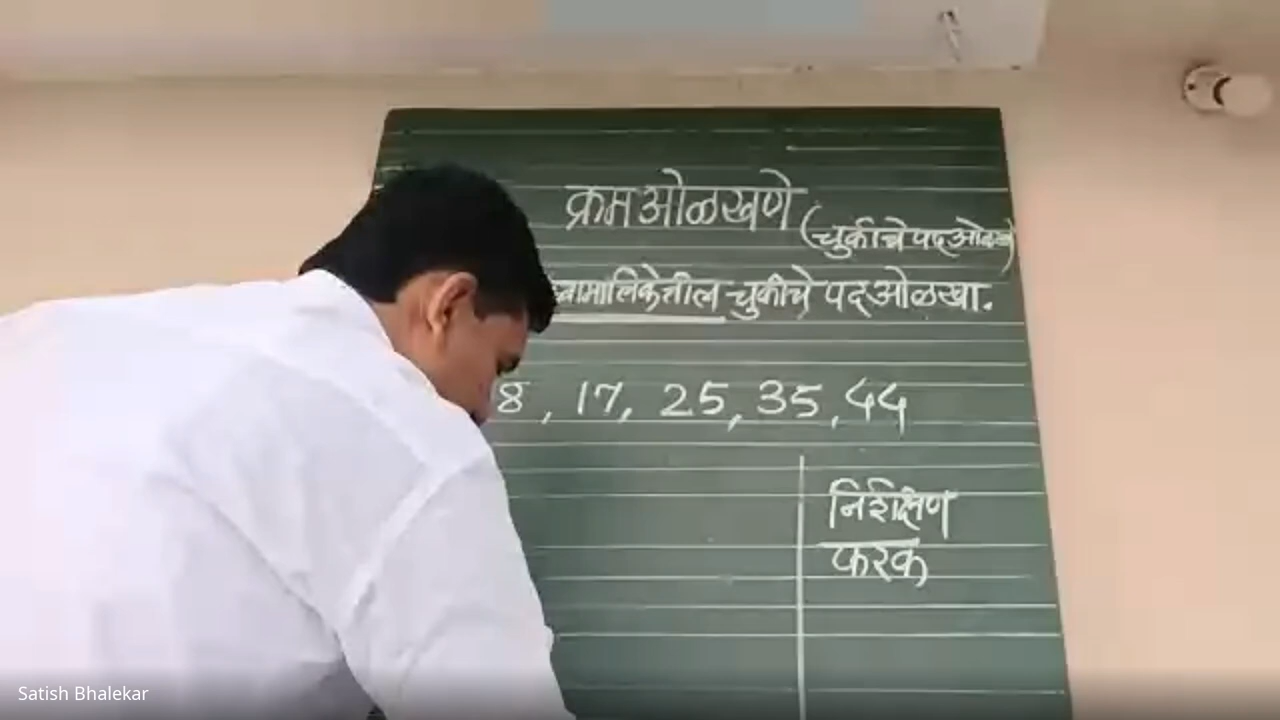 क्रम ओळखणे
(चुकीचे पद ओळखा)
चुकीचे पद ओळखा.
8, 17, 25, 35, 44
निरीक्षण
फरक
Satish Bhalekar